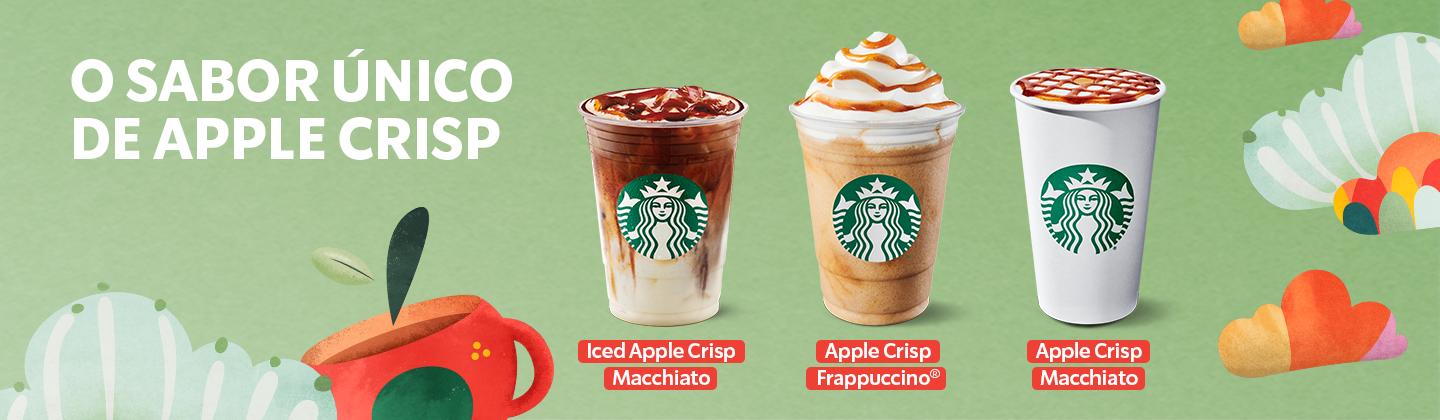 O SABOR ÚNICO
DE APPLE CRISP
Iced Apple Crisp
Macchiato
Apple Crisp
Frappuccino®
Apple Crisp
Macchiato